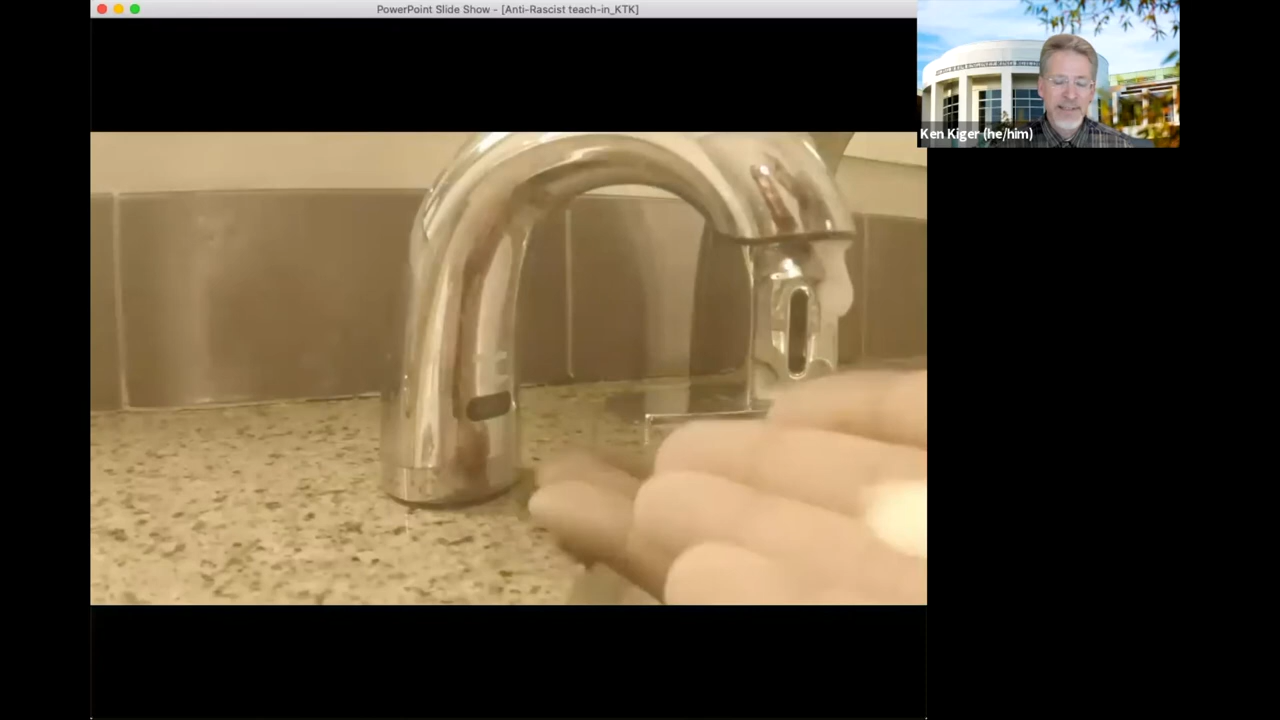 PowerPoint Slide Show - [Anti-Rascist teach-in_KTK]
Ken Kiger (he/him)